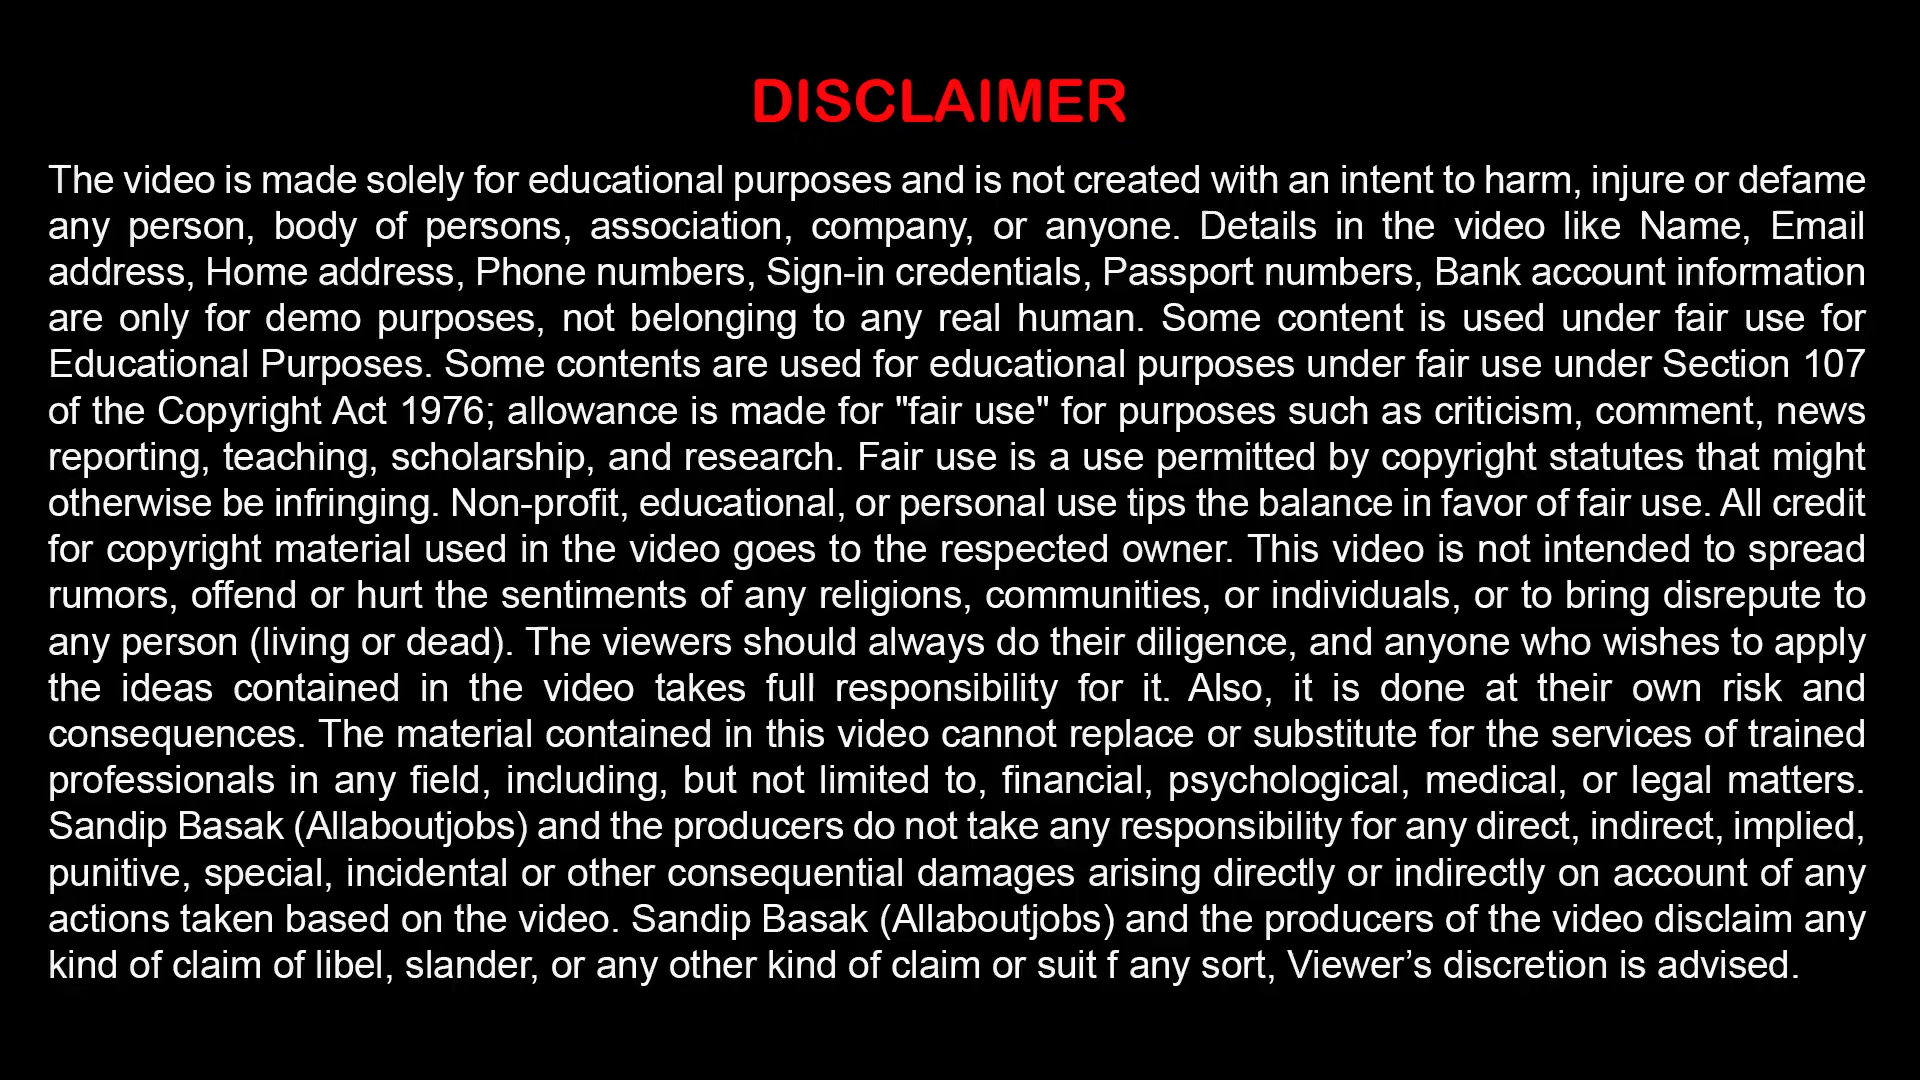 DISCLAIMER
The video is made solely for educational purposes and is not created with an intent to harm, injure or defame
any person, body of persons, association, company, or anyone. Details in the video like Name, Email
address, Home address, Phone numbers, Sign-in credentials, Passport numbers, Bank account information
are only for demo purposes, not belonging to any real human. Some content is used under fair use for
Educational Purposes. Some contents are used for educational purposes under fair use under Section 107
of the Copyright Act 1976; allowance is made for "fair use" for purposes such as criticism, comment, news
reporting, teaching, scholarship, and research. Fair use is a use permitted by copyright statutes that might
otherwise be infringing. Non-profit, educational, or personal use tips the balance in favor of fair use. All credit
for copyright material used in the video goes to the respected owner. This video is not intended to spread
rumors, offend or hurt the sentiments of any religions, communities, or individuals, or to bring disrepute to
any person (living or dead). The viewers should always do their diligence, and anyone who wishes to apply
the ideas contained in the video takes full responsibility for it. Also, it is done at their own risk and
consequences. The material contained in this video cannot replace or substitute for the services of trained
professionals in any field, including, but not limited to, financial, psychological, medical, or legal matters.
Sandip Basak (Allaboutjobs) and the producers do not take any responsibility for any direct, indirect, implied,
punitive, special, incidental or other consequential damages arising directly or indirectly on account of any
actions taken based on the video. Sandip Basak (Allaboutjobs) and the producers of the video disclaim any
kind of claim of libel, slander, or any other kind of claim or suit f any sort, Viewer’s discretion is advised.